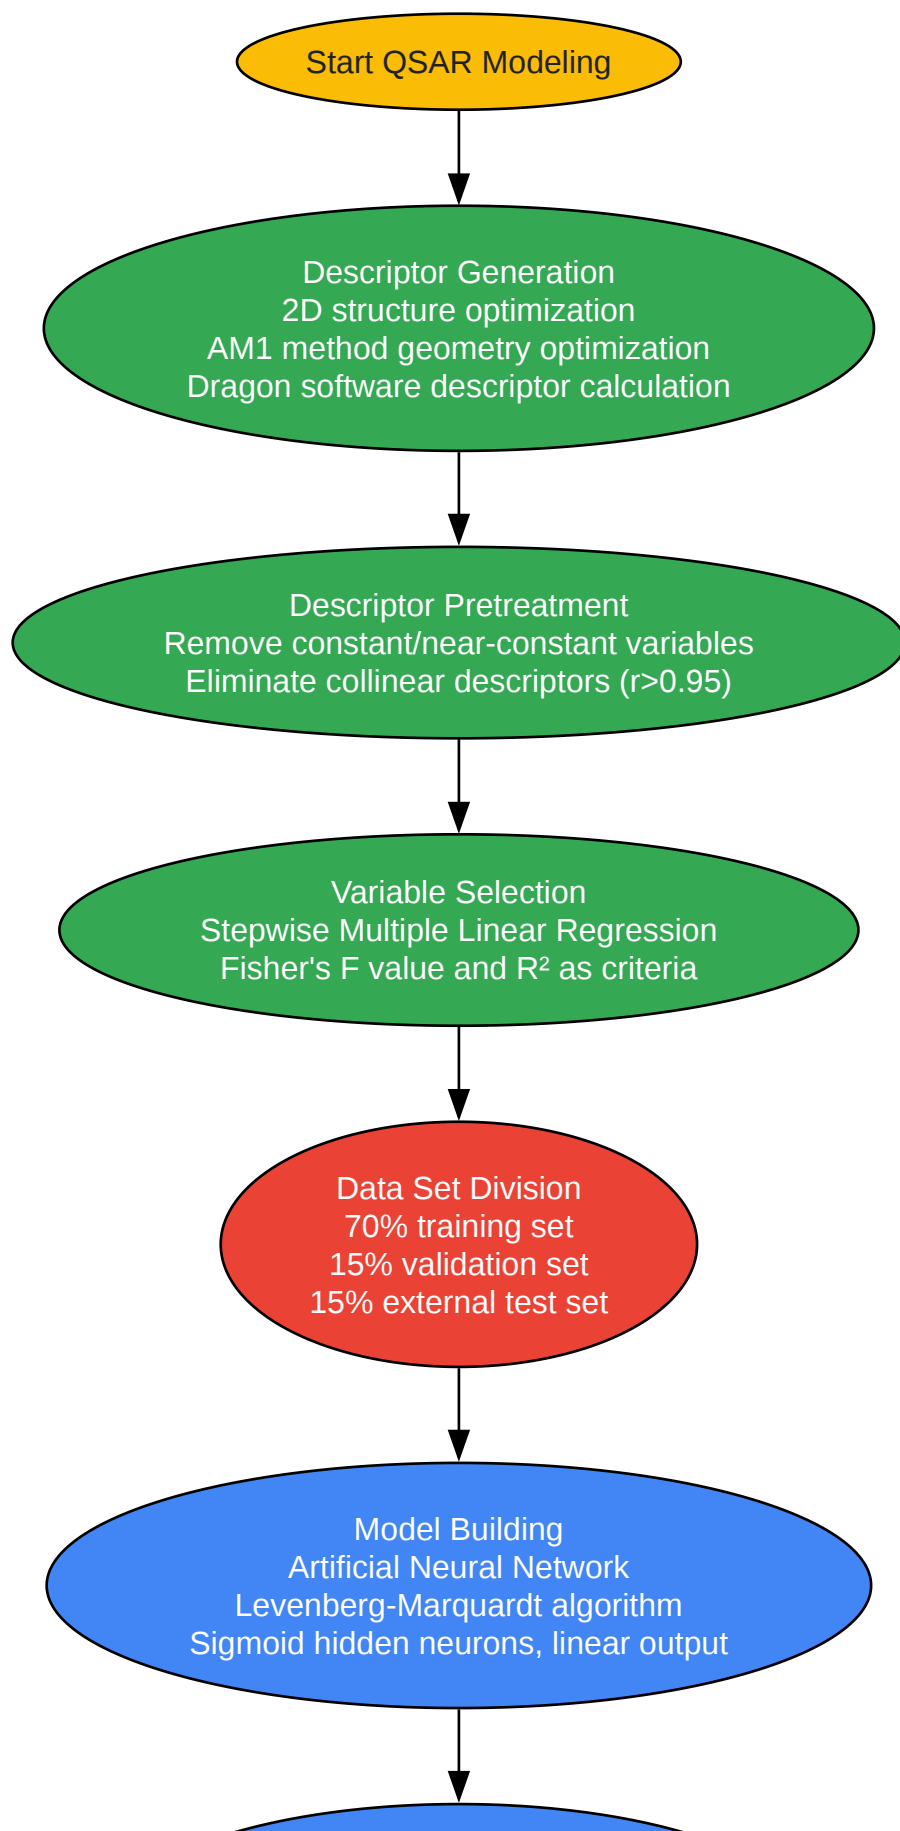 Start QSAR Modeling
Descriptor Generation
2D structure optimization
AM1 method geometry optimization
Dragon software descriptor calculation
Descriptor Pretreatment
Remove constant/near-constant variables
Eliminate collinear descriptors (r>0.95)
Variable Selection
Stepwise Multiple Linear Regression
Fisher's F value and R² as criteria
Data Set Division
70% training set
15% validation set
15% external test set
Model Building
Artificial Neural Network
Levenberg-Marquardt algorithm
Sigmoid hidden neurons, linear output